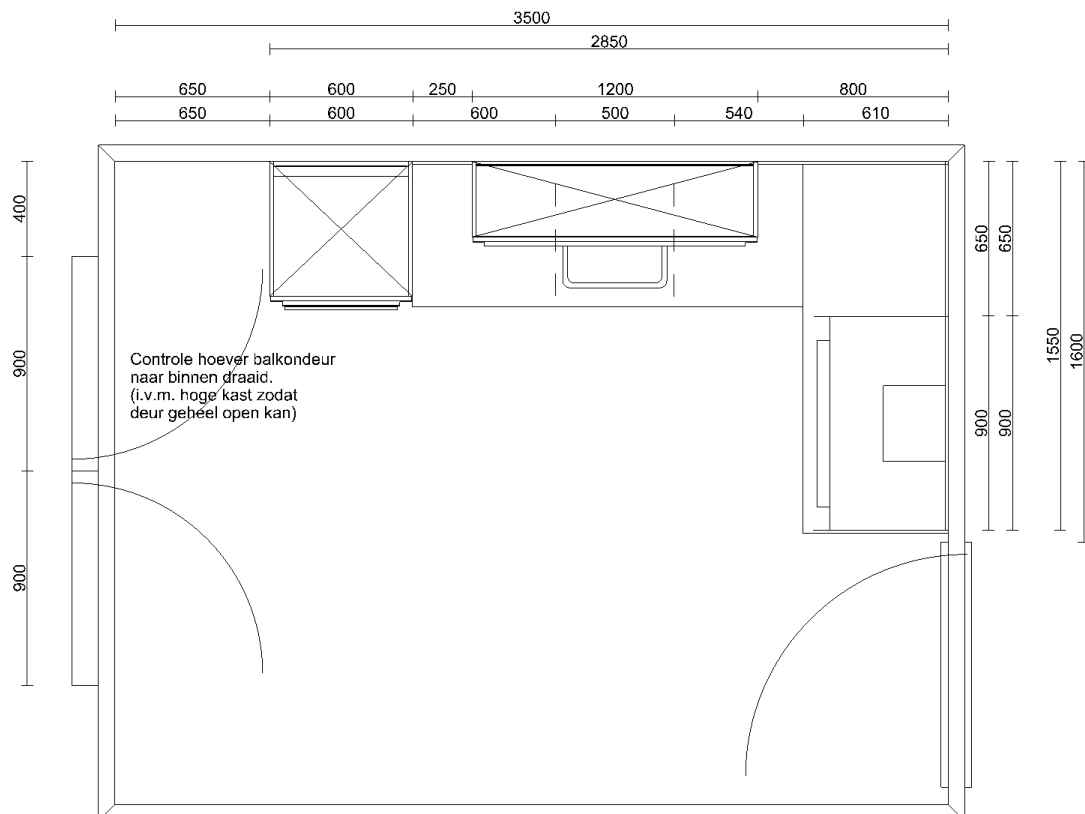 3500
2850
650 600 250 1200 800
650 600 600 500 540 610
400
900
900
Controle hoever balkondeur
naar binnen draaid.
(i.v.m. hoge kast zodat
deur geheel open kan)
650
900
650
900
1550
1600